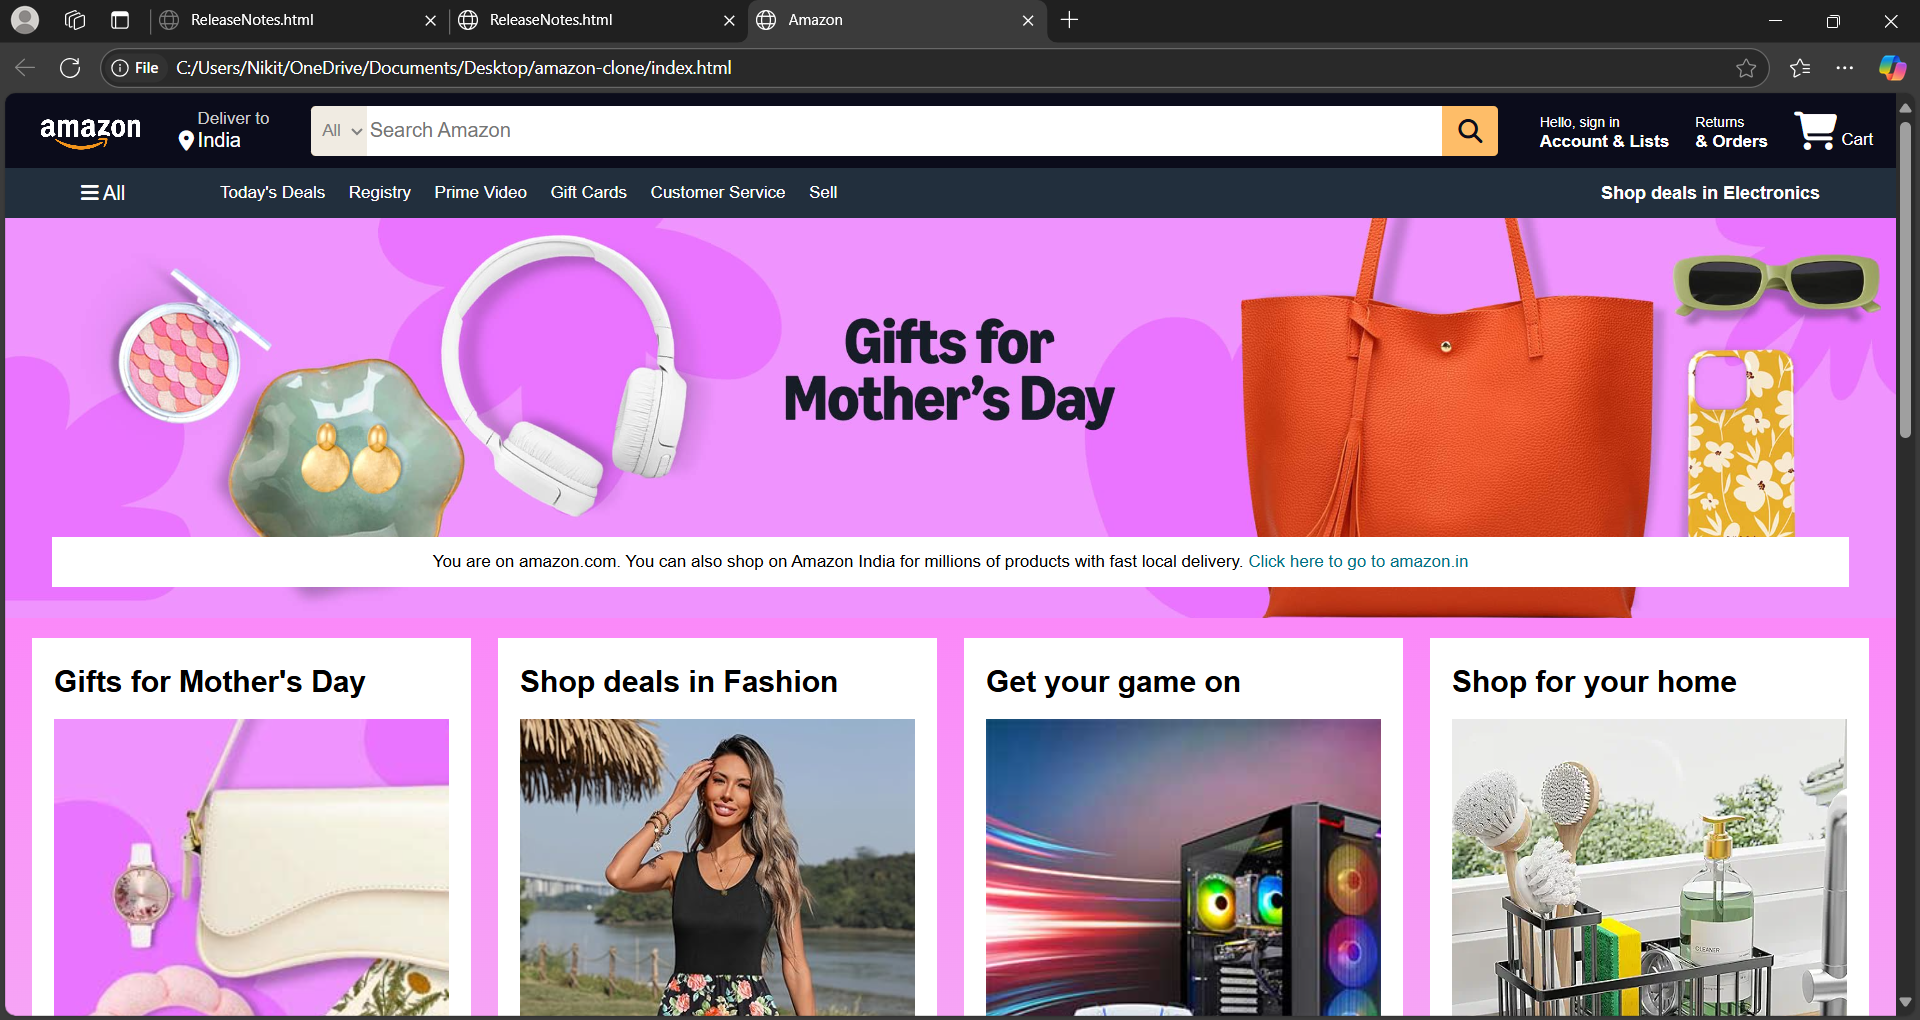 ReleaseNotes.html
ReleaseNotes.html
Amazon
File C:/Users/Nikit/OneDrive/Documents/Desktop/amazon-clone/index.html
amazon
Deliver to
India
All
Search Amazon
Hello, sign in
Account & Lists
Returns
& Orders
Cart
All
Today's Deals
Registry
Prime Video
Gift Cards
Customer Service
Sell
Shop deals in Electronics
Gifts for
Mother’s Day
You are on amazon.com. You can also shop on Amazon India for millions of products with fast local delivery. Click here to go to amazon.in
Gifts for Mother's Day
Shop deals in Fashion
Get your game on
Shop for your home
CLEANER